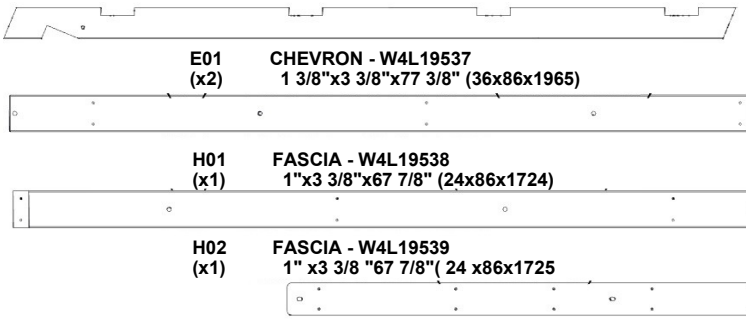 E01 CHEVRON - W4L19537
(x2) 1 3/8"x3 3/8"x77 3/8" (36x86x1965)
H01 FASCIA - W4L19538
(x1) 1"x3 3/8"x67 7/8" (24x86x1724)
H02 FASCIA - W4L19539
(x1) 1" x3 3/8 "67 7/8"( 24 x86x1725